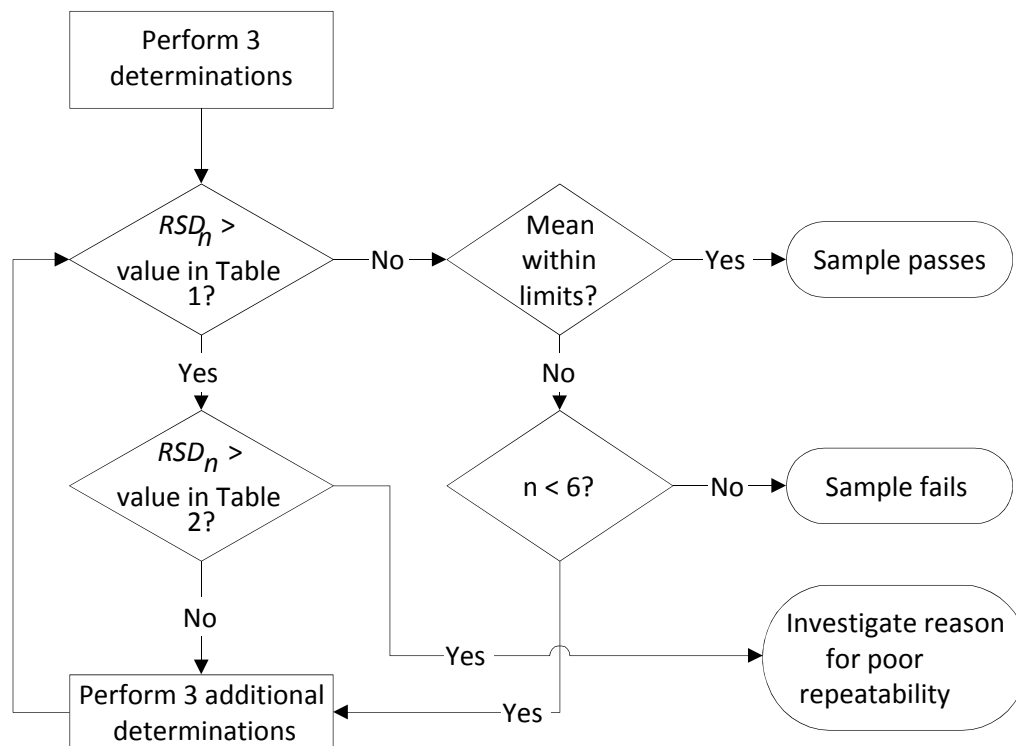 Perform 3
determinations
RSDn >
value in Table
1?
No
Mean
within
limits?
Yes
Sample passes
Yes
No
RSDn >
value in Table
2?
n < 6?
No
Sample fails
No
Yes
Investigate reason
for poor
repeatability
Perform 3 additional
determinations
Yes